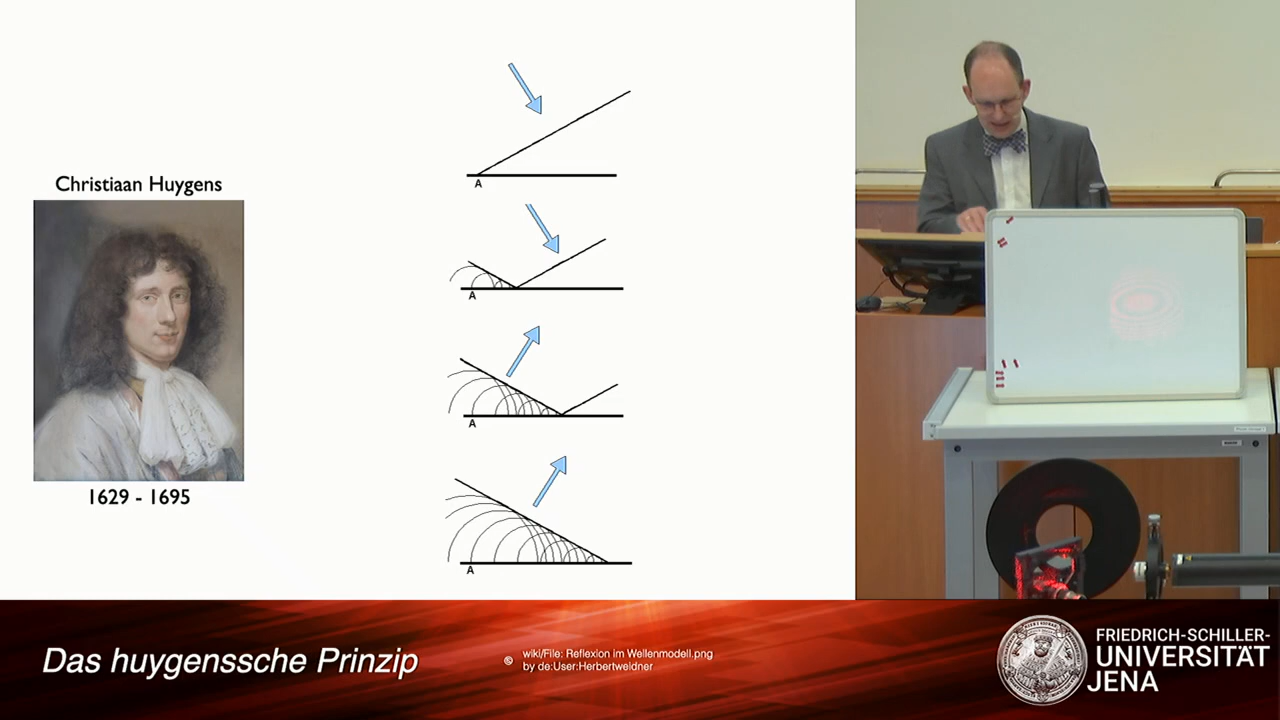 Christiaan Huygens
1629 - 1695
A
A
A
A
Das huygenssche Prinzip
wiki/File: Reflexion im Wellenmodell.png
by de:User:Herbertweidner
FRIEDRICH-SCHILLER-
UNIVERSITÄT
JENA